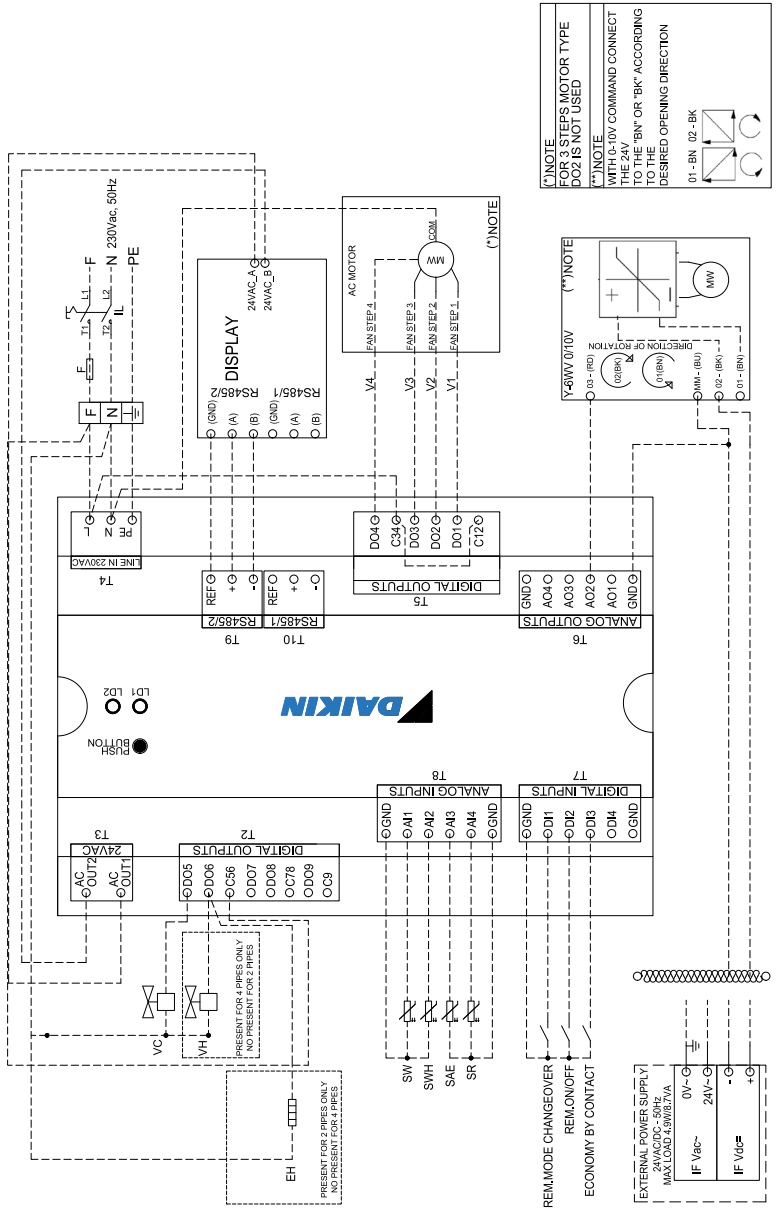 (*)NOTE
FOR 3 STEPS MOTOR TYPE
DO2 IS NOT USED
(**)NOTE
WITH 0-10V COMMAND CONNECT
THE 24V
TO THE "BN" OR "BK" ACCORDING
TO THE
DESIRED OPENING DIRECTION
01 - BN 02 - BK
F
N 230Vac, 50Hz
PE
L1
L2
T1
T2
IL
F
F
N
L
N
PE
LINE IN 230VAC
T4
24VAC_A
24VAC_B
DISPLAY
RS485/2
(GND)
(A)
(B)
RS485/1
(GND)
(A)
(B)
AC MOTOR
(*)NOTE
COM
MW
FAN STEP 4
FAN STEP 3
FAN STEP 2
FAN STEP 1
V4
V3
V2
V1
Y-6WV 0/10V
(**)NOTE
+
-
MW
DIRECTION OF ROTATION
02(BK)
01(BN)
03 - (RD)
MM - (BU)
02 - (BK)
01 - (BN)
REF
+
-
RS485/2
T9
REF
+
-
RS485/1
T10
DO4
C34
DO3
DO2
DO1
C12
DIGITAL OUTPUTS
T5
GND
AO4
AO3
AO2
AO1
GND
ANALOG OUTPUTS
T6
LD2
LD1
PUSH
BUTTON
DAIKIN
T3
24VAC
AC
OUT2
AC
OUT1
T2
DIGITAL OUTPUTS
DO5
DO6
C56
DO7
DO8
C78
DO9
C9
T8
ANALOG INPUTS
GND
AI1
AI2
AI3
AI4
GND
T7
DIGITAL INPUTS
GND
DI1
DI2
DI3
DI4
GND
VC
VH
PRESENT FOR 4 PIPES ONLY
NO PRESENT FOR 2 PIPES
EH
PRESENT FOR 2 PIPES ONLY
NO PRESENT FOR 4 PIPES
SW
SWH
SAE
SR
REM.MODE CHANGEOVER
REM.ON/OFF
ECONOMY BY CONTACT
EXTERNAL POWER SUPPLY
24VAC/DC - 50Hz
MAX LOAD 4.9W/8.7VA
IF Vac~
0V~
24V~
IF Vdc=
-
+